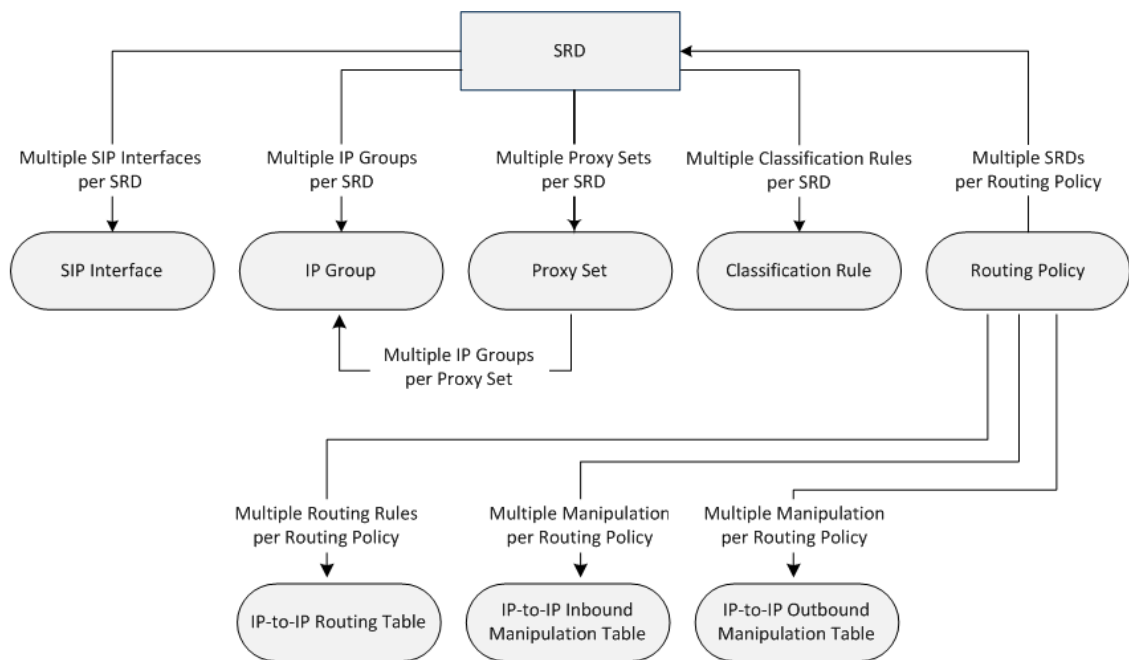 SRD
Multiple SIP Interfaces
per SRD
Multiple IP Groups
per SRD
Multiple Proxy Sets
per SRD
Multiple Classification Rules
per SRD
Multiple SRDs
per Routing Policy
SIP Interface
IP Group
Proxy Set
Classification Rule
Routing Policy
Multiple IP Groups
per Proxy Set
Multiple Routing Rules
per Routing Policy
Multiple Manipulation
per Routing Policy
Multiple Manipulation
per Routing Policy
IP-to-IP Routing Table
IP-to-IP Inbound
Manipulation Table
IP-to-IP Outbound
Manipulation Table